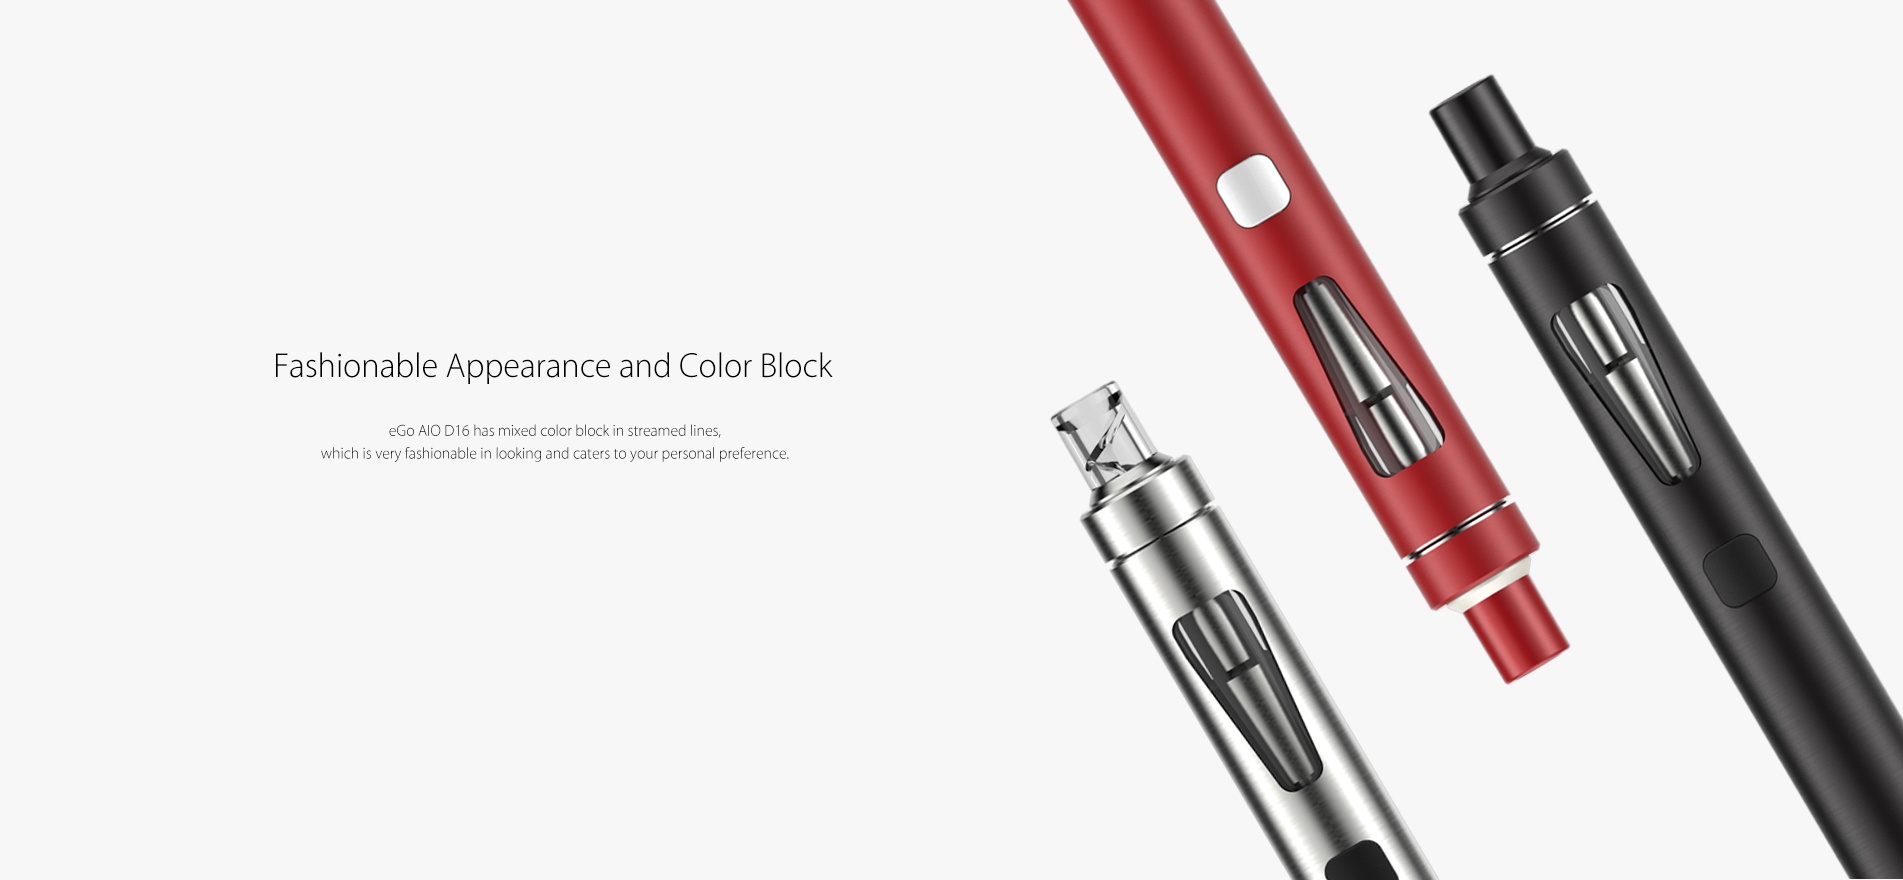 Fashionable Appearance and Color Block
eGo AIO D16 has mixed color block in streamed lines,
which is very fashionable in looking and caters to your personal preference.